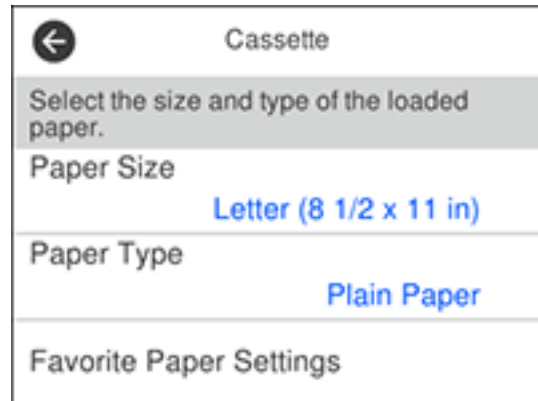 Cassette
Select the size and type of the loaded
paper.
Paper Size
Letter (8 1/2 x 11 in)
Paper Type
Plain Paper
Favorite Paper Settings